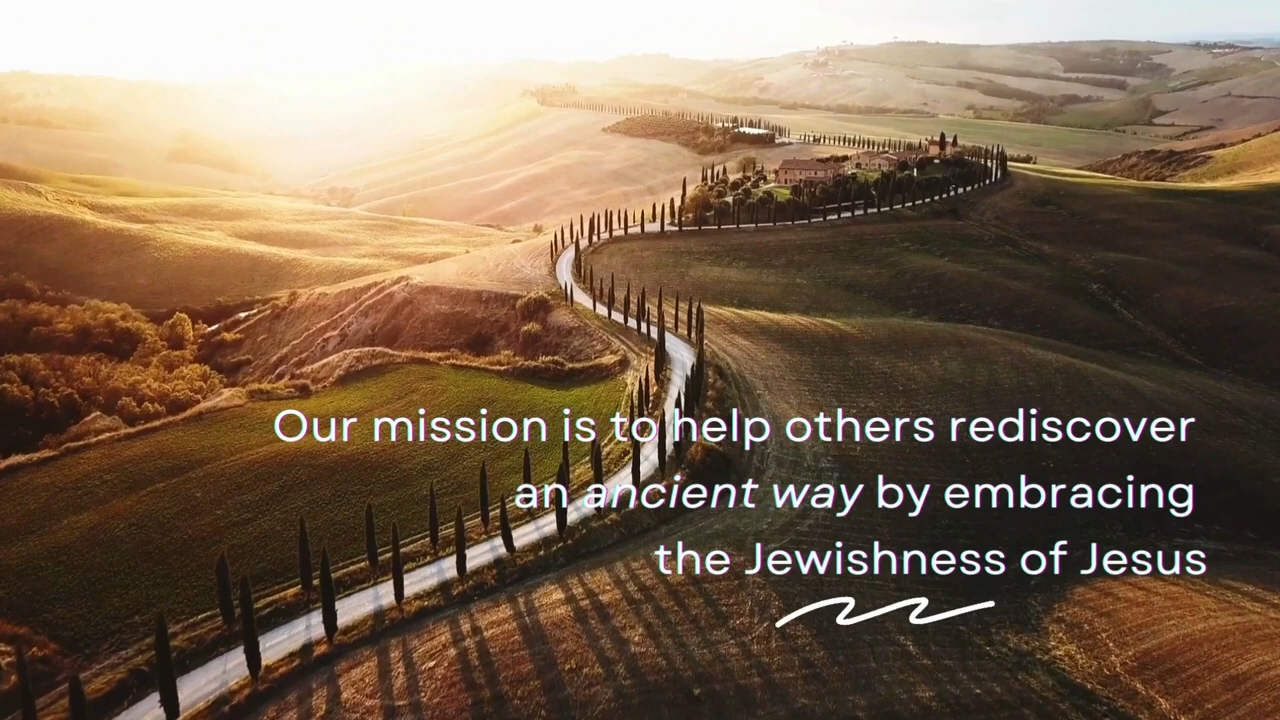 Our mission is to help others rediscover
an ancient way by embracing
the Jewishness of Jesus